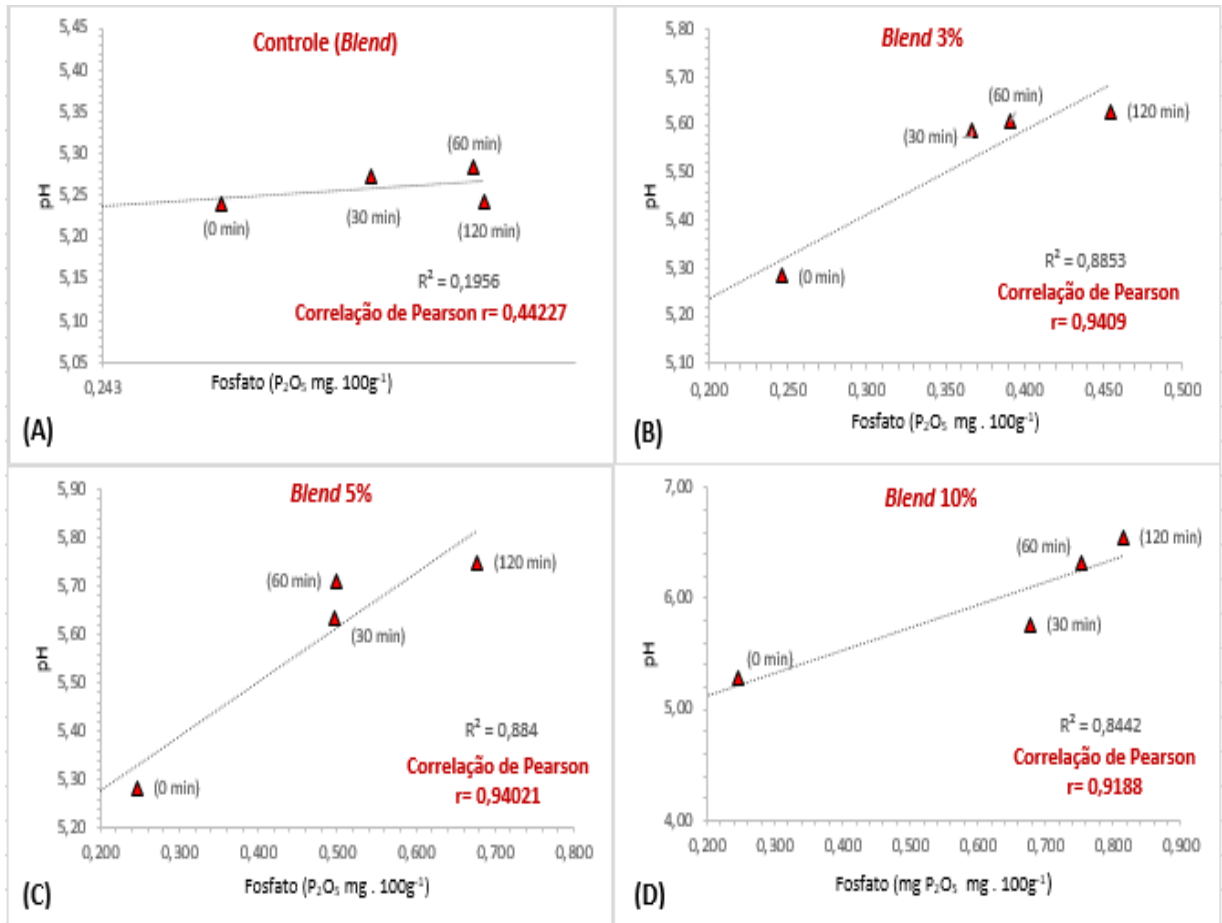 Controle (Blend)
5,45
5,40
5,35
5,30
5,25
5,20
5,15
5,10
5,05
pH
(0 min)
(30 min)
(60 min)
(120 min)
R² = 0,1956
Correlação de Pearson r= 0,44227
0,243
Fosfato (P₂O₅ mg. 100g⁻¹)
(A)
Blend 3%
5,80
5,70
5,60
5,50
5,40
5,30
5,20
5,10
pH
(0 min)
(30 min)
(60 min)
(120 min)
R² = 0,8853
Correlação de Pearson
r= 0,9409
0,200 0,250 0,300 0,350 0,400 0,450 0,500
Fosfato (P₂O₅ mg . 100g⁻¹)
(B)
Blend 5%
5,90
5,80
5,70
5,60
5,50
5,40
5,30
5,20
pH
(0 min)
(60 min)
(30 min)
(120 min)
R² = 0,884
Correlação de Pearson
r= 0,94021
0,200 0,300 0,400 0,500 0,600 0,700 0,800
Fosfato (P₂O₅ mg . 100g⁻¹)
(C)
Blend 10%
7,00
6,00
5,00
4,00
pH
(0 min)
(60 min)
(120 min)
(30 min)
R² = 0,8442
Correlação de Pearson
r= 0,9188
0,200 0,300 0,400 0,500 0,600 0,700 0,800 0,900
Fosfato (mg P₂O₅ mg . 100g⁻¹)
(D)